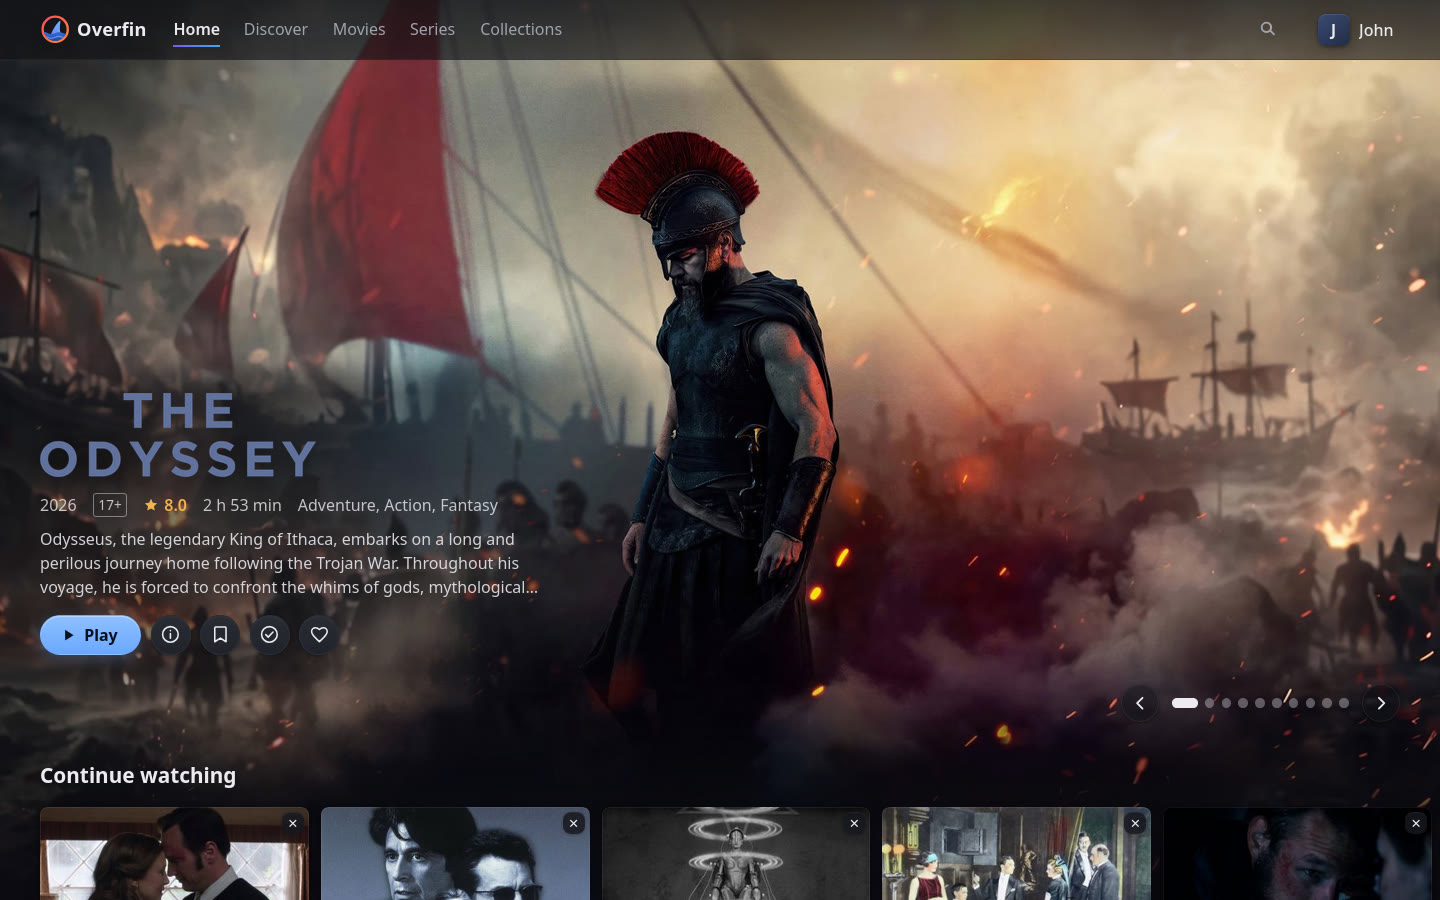 Overfin
Home
Discover
Movies
Series
Collections
J
John
THE
ODYSSEY
2026 17+ ★ 8.0 2 h 53 min Adventure, Action, Fantasy
Odysseus, the legendary King of Ithaca, embarks on a long and
perilous journey home following the Trojan War. Throughout his
voyage, he is forced to confront the whims of gods, mythological...
Play
Continue watching